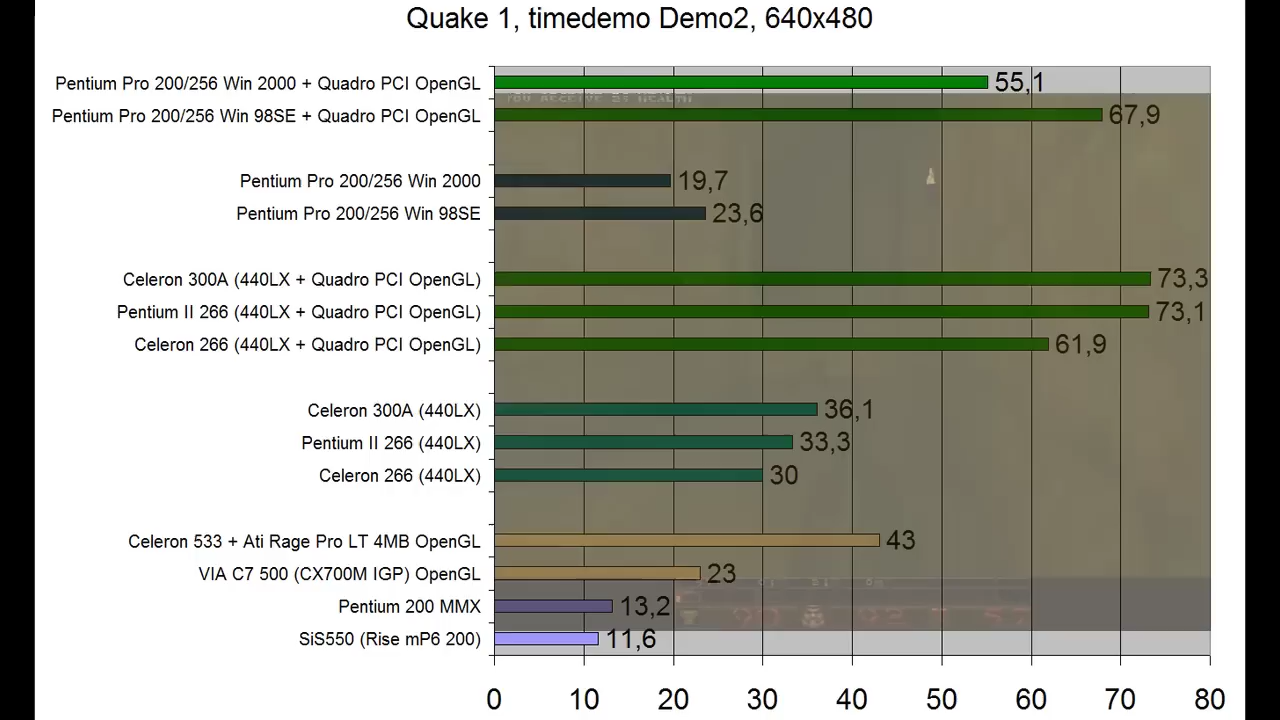 Quake 1, timedemo Demo2, 640x480
Pentium Pro 200/256 Win 2000 + Quadro PCI OpenGL 55,1
YOU RECEIVE 25 HEALTH
Pentium Pro 200/256 Win 98SE + Quadro PCI OpenGL 67,9
Pentium Pro 200/256 Win 2000 19,7
Pentium Pro 200/256 Win 98SE 23,6
Celeron 300A (440LX + Quadro PCI OpenGL) 73,3
Pentium II 266 (440LX + Quadro PCI OpenGL) 73,1
Celeron 266 (440LX + Quadro PCI OpenGL) 61,9
Celeron 300A (440LX) 36,1
Pentium II 266 (440LX) 33,3
Celeron 266 (440LX) 30
Celeron 533 + Ati Rage Pro LT 4MB OpenGL 43
VIA C7 500 (CX700M IGP) OpenGL 23
Pentium 200 MMX 13,2
SiS550 (Rise mP6 200) 11,6
0 10 20 30 40 50 60 70 80